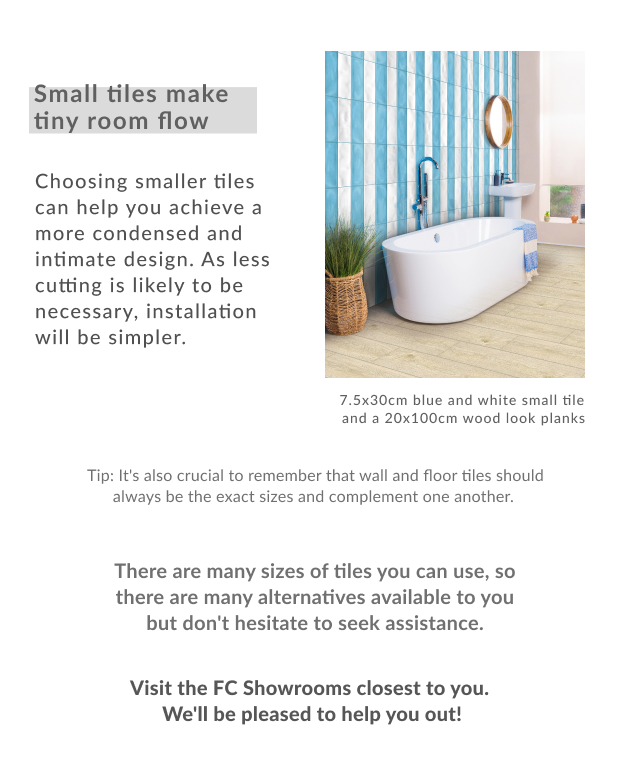 Small tiles make
tiny room flow
Choosing smaller tiles
can help you achieve a
more condensed and
intimate design. As less
cutting is likely to be
necessary, installation
will be simpler.
7.5x30cm blue and white small tile
and a 20x100cm wood look planks
Tip: It's also crucial to remember that wall and floor tiles should
always be the exact sizes and complement one another.
There are many sizes of tiles you can use, so
there are many alternatives available to you
but don't hesitate to seek assistance.
Visit the FC Showrooms closest to you.
We'll be pleased to help you out!